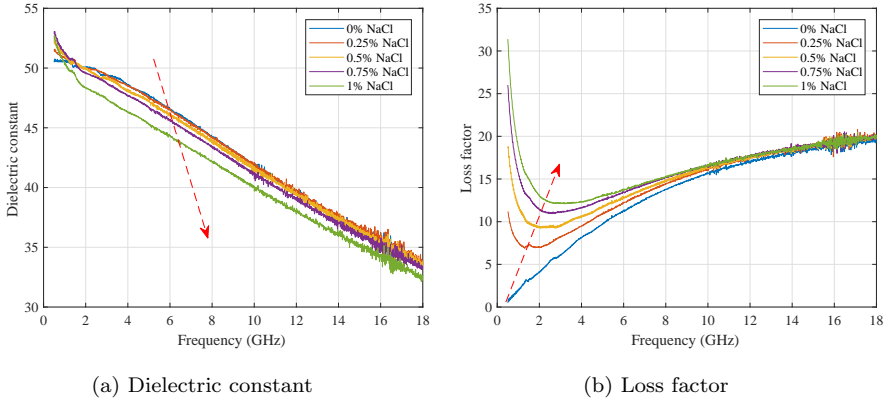 55
50
45
40
35
30
0 2 4 6 8 10 12 14 16 18
Dielectric constant
Frequency (GHz)
0% NaCl
0.25% NaCl
0.5% NaCl
0.75% NaCl
1% NaCl
(a) Dielectric constant
35
30
25
20
15
10
5
0
0 2 4 6 8 10 12 14 16 18
Loss factor
Frequency (GHz)
0% NaCl
0.25% NaCl
0.5% NaCl
0.75% NaCl
1% NaCl
(b) Loss factor